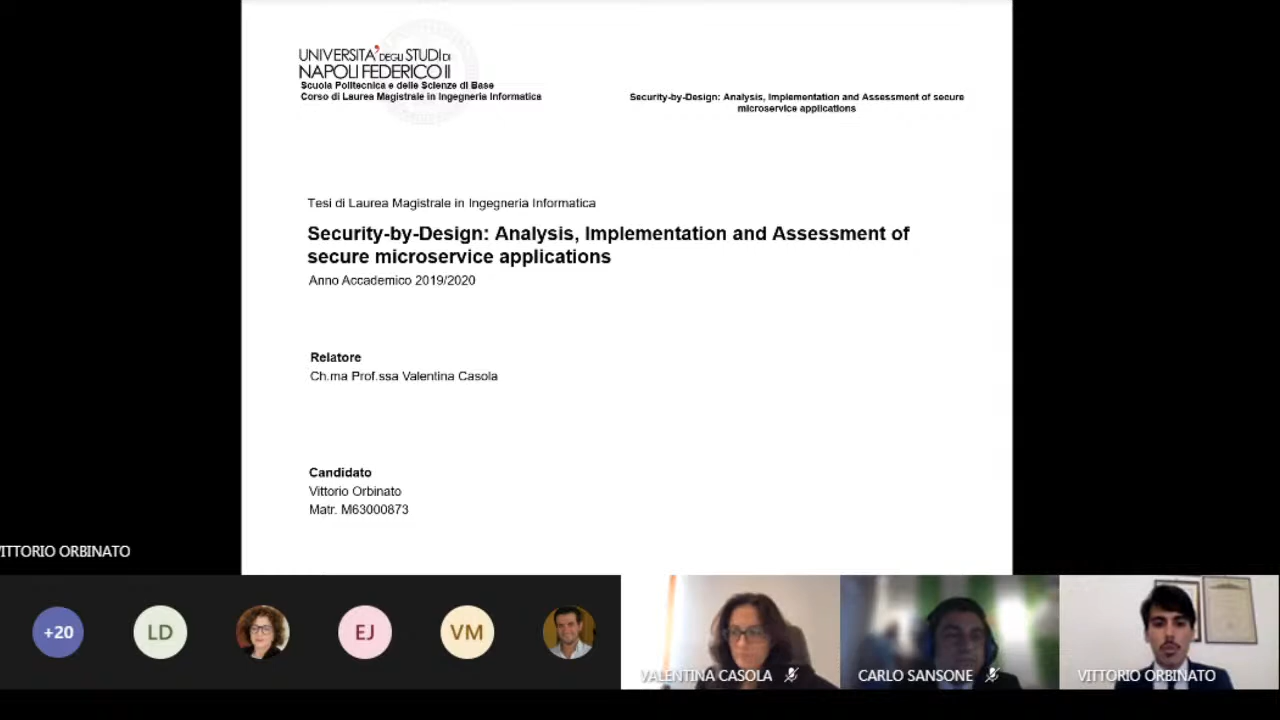 UNIVERSITA' DEGLI STUDI DI
NAPOLI FEDERICO II
Scuola Politecnica e delle Scienze di Base
Corso di Laurea Magistrale in Ingegneria Informatica
Security-by-Design: Analysis, Implementation and Assessment of secure
microservice applications
Tesi di Laurea Magistrale in Ingegneria Informatica
Security-by-Design: Analysis, Implementation and Assessment of
secure microservice applications
Anno Accademico 2019/2020
Relatore
Ch.ma Prof.ssa Valentina Casola
Candidato
Vittorio Orbinato
Matr. M63000873
VITTORIO ORBINATO
+20
LD
EJ
VM
VALENTINA CASOLA
CARLO SANSONE
VITTORIO ORBINATO